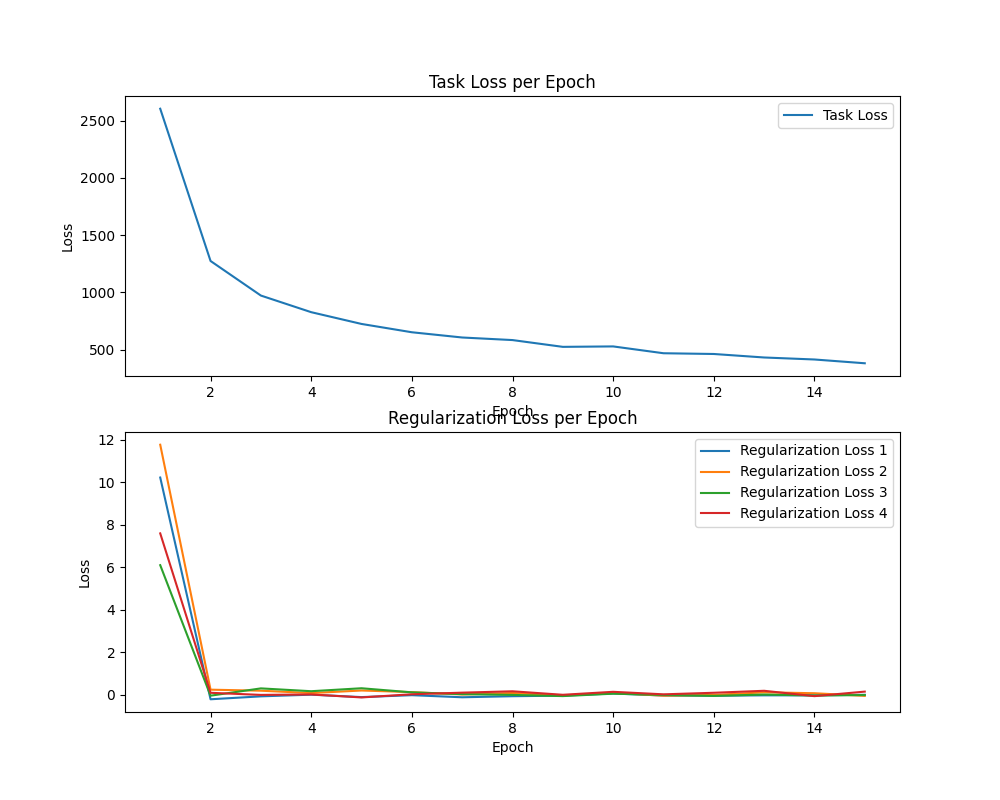 Task Loss per Epoch
Task Loss
2500
2000
1500
1000
500
Loss
2 4 6 8 10 12 14
Epoch
Regularization Loss per Epoch
Regularization Loss 1
Regularization Loss 2
Regularization Loss 3
Regularization Loss 4
12
10
8
6
4
2
0
Loss
2 4 6 8 10 12 14
Epoch